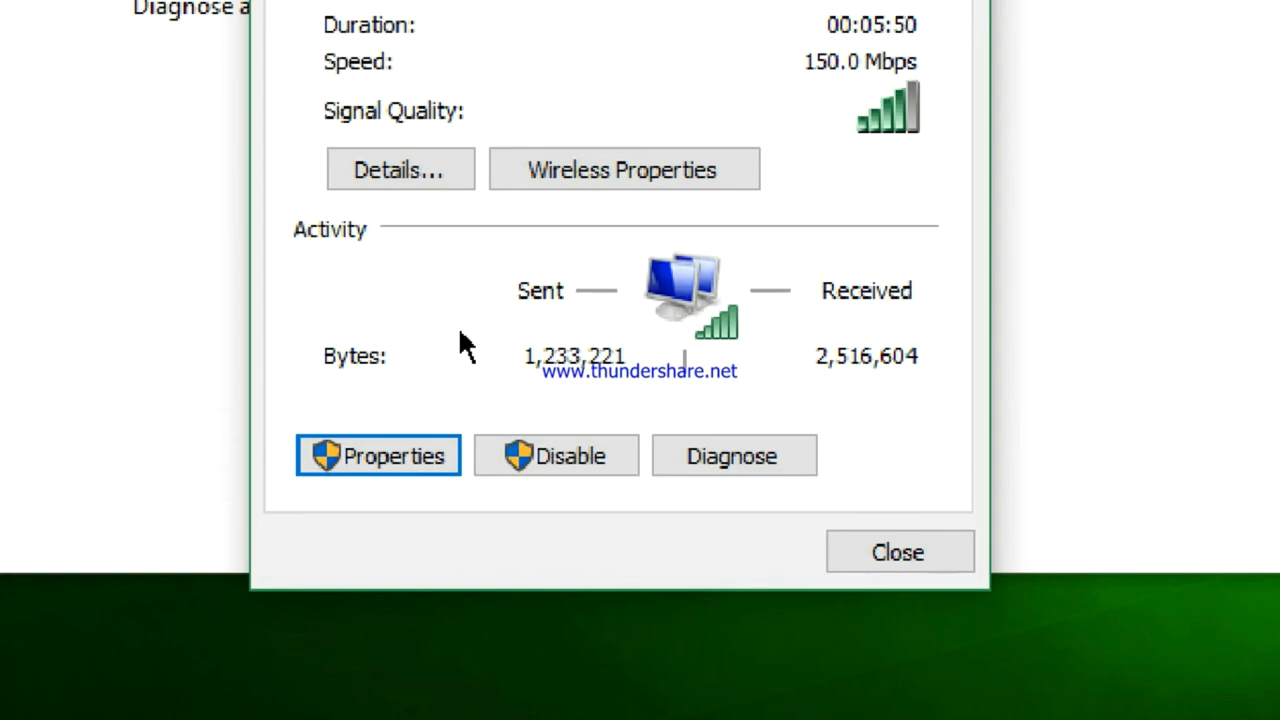 Diagnose a
Duration: 00:05:50
Speed: 150.0 Mbps
Signal Quality:
Details... Wireless Properties
Activity
Sent Received
Bytes: 1,233,221 2,516,604
www.thundershare.net
Properties Disable Diagnose
Close